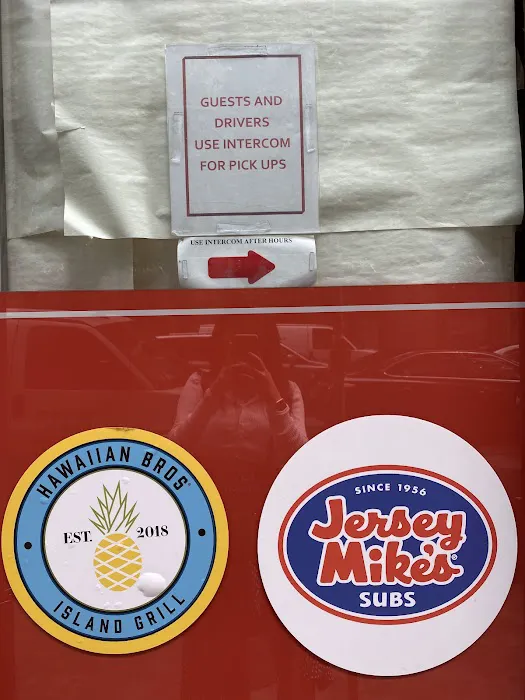 GUESTS AND
DRIVERS
USE INTERCOM
FOR PICK UPS
USE INTERCOM AFTER HOURS
HAWAIIAN BROS
EST. 2018
ISLAND GRILL
SINCE 1956
Jersey
Mike's®
SUBS